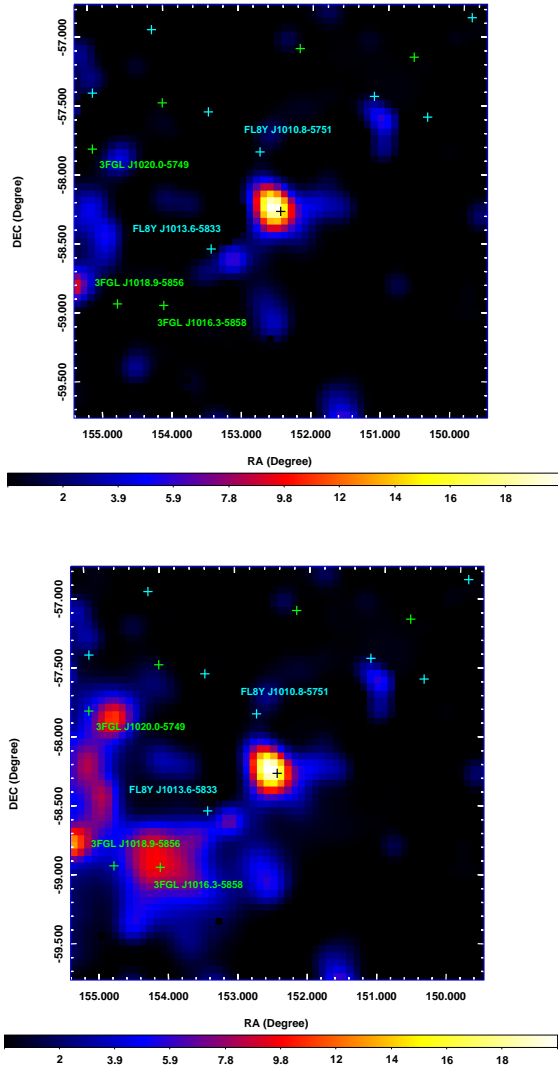 -57.000
-57.500
-58.000
-58.500
-59.000
-59.500
DEC (Degree)
FL8Y J1010.8-5751
3FGL J1020.0-5749
FL8Y J1013.6-5833
3FGL J1018.9-5856
3FGL J1016.3-5858
155.000 154.000 153.000 152.000 151.000 150.000
RA (Degree)
2 3.9 5.9 7.8 9.8 12 14 16 18
-57.000
-57.500
-58.000
-58.500
-59.000
-59.500
DEC (Degree)
FL8Y J1010.8-5751
3FGL J1020.0-5749
FL8Y J1013.6-5833
3FGL J1018.9-5856
3FGL J1016.3-5858
155.000 154.000 153.000 152.000 151.000 150.000
RA (Degree)
2 3.9 5.9 7.8 9.8 12 14 16 18